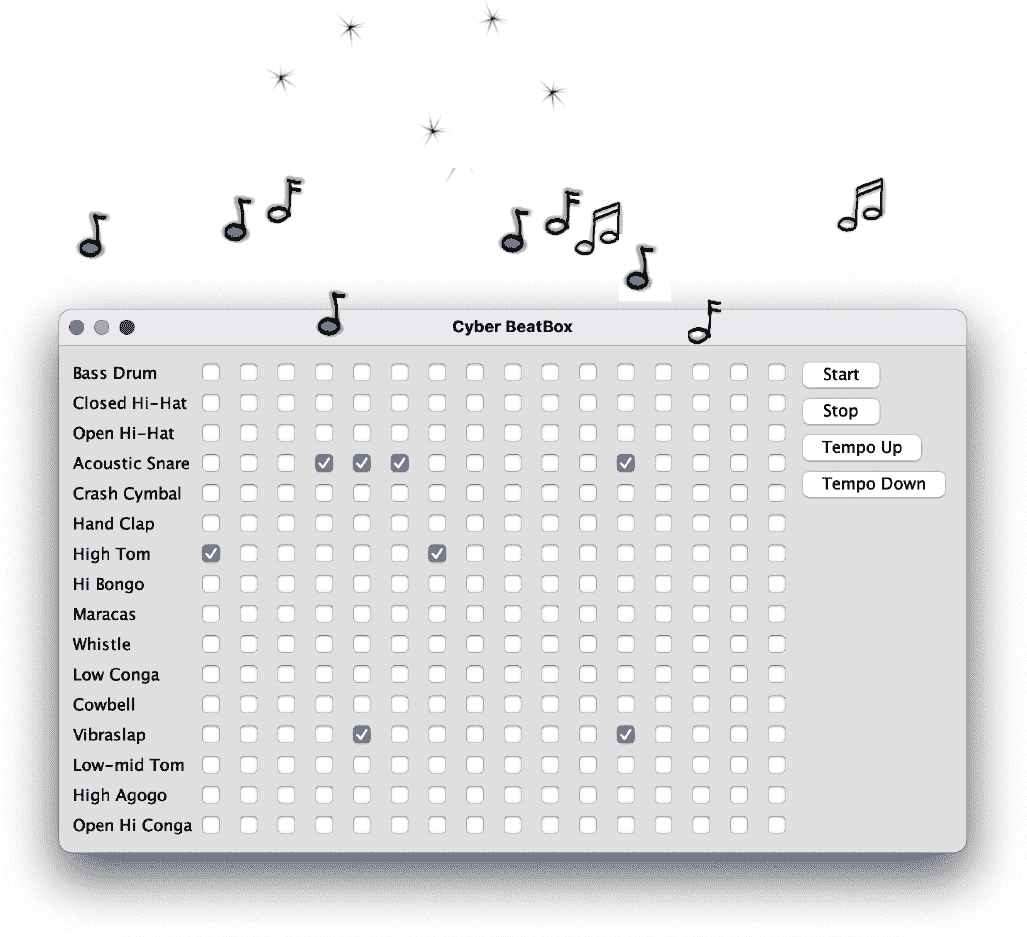 Cyber BeatBox
Bass Drum
Closed Hi-Hat
Open Hi-Hat
Acoustic Snare
Crash Cymbal
Hand Clap
High Tom
Hi Bongo
Maracas
Whistle
Low Conga
Cowbell
Vibraslap
Low-mid Tom
High Agogo
Open Hi Conga
Start
Stop
Tempo Up
Tempo Down